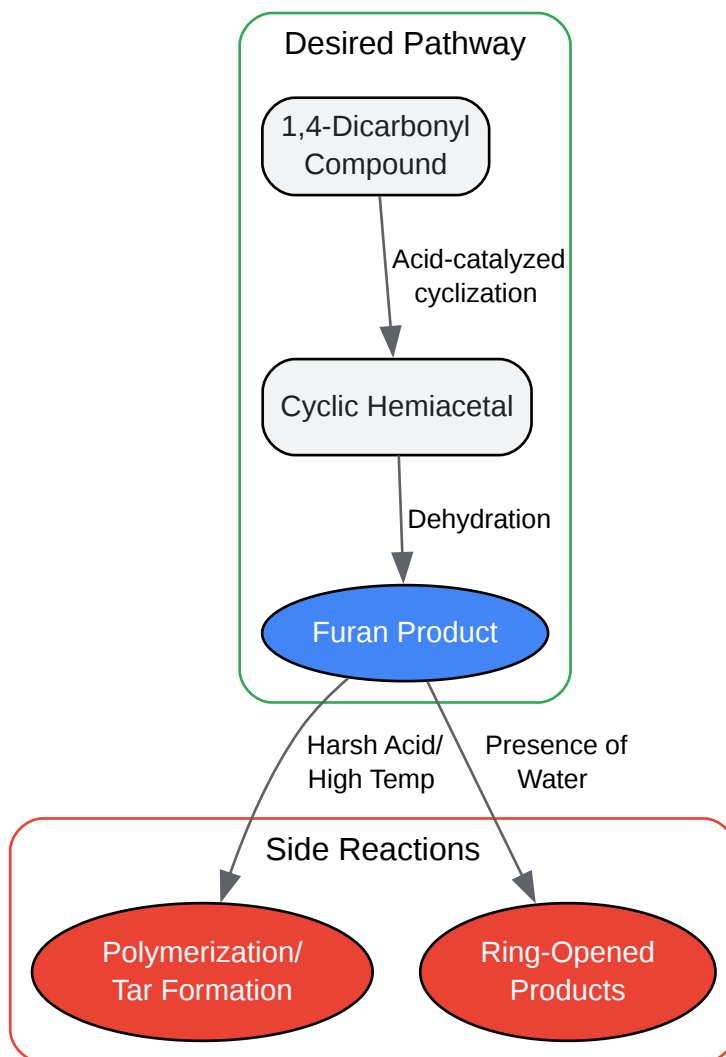 Desired Pathway
1,4-Dicarbonyl
Compound
Acid-catalyzed
cyclization
Cyclic Hemiacetal
Dehydration
Furan Product
Harsh Acid/
High Temp
Presence of
Water
Side Reactions
Polymerization/
Tar Formation
Ring-Opened
Products